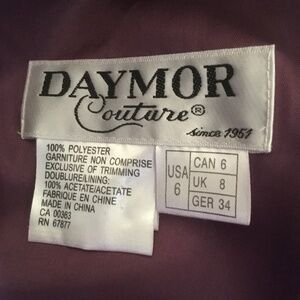 DAYMOR
Couture®
since 1951
100% POLYESTER
GARNITURE NON COMPRISE
EXCLUSIVE OF TRIMMING
DOUBLURE/LINING:
100% ACETATE/ACETATE
FABRIQUE EN CHINE
MADE IN CHINA
CA 00363
RN 67877
USA
6
CAN 6
UK 8
GER 34